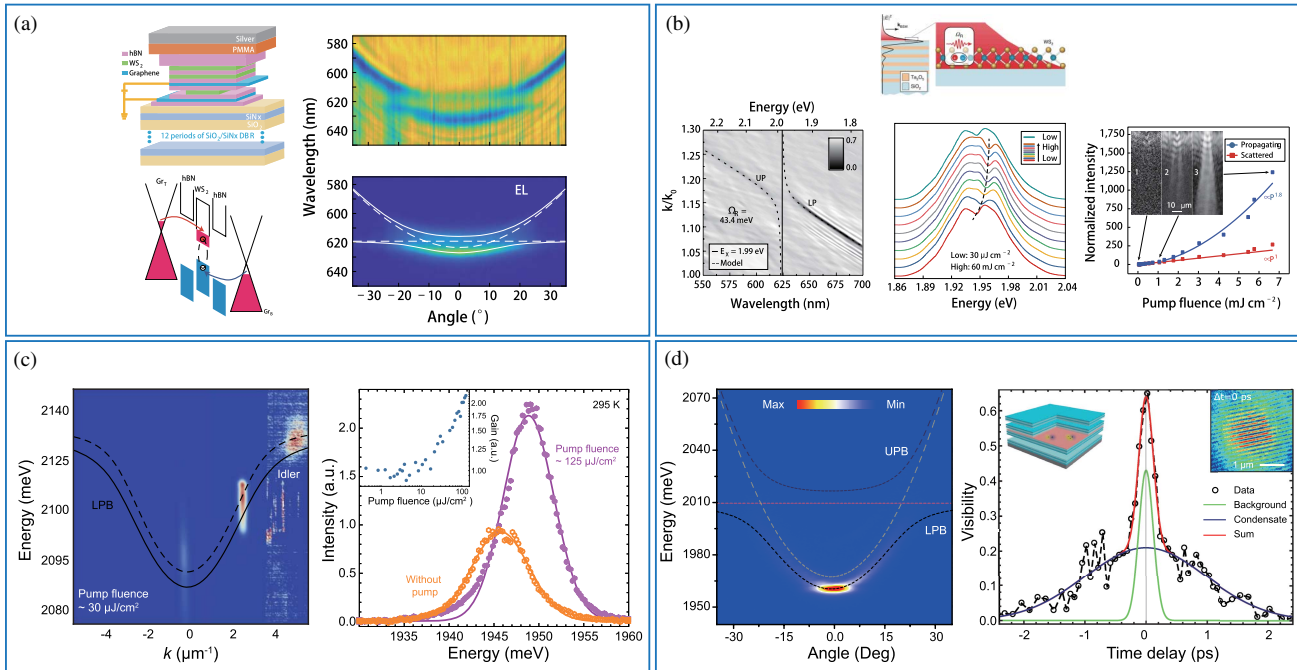 (a)
hBN
WS2
Graphene
Silver
PMMA
SiNx
SiO2
12 periods of SiO2/SiNx DBR
GrT
hBN
WS2
hBN
GrB
Wavelength (nm)
580
600
620
640
580
600
620
640
EL
−30 −20 −10 0 10 20 30
Angle (°)
(b)
ΩR
WS2
Ta2O5
SiO2
Energy (eV)
2.2 2.1 2.0 1.9 1.8
k/k0
1.30
1.25
1.20
1.15
1.10
1.05
1.00
0.7
0.0
UP
LP
ΩR =
43.4 meV
EX = 1.99 eV
Model
550 600 650 700
Wavelength (nm)
Low
High
Low
Low: 30 μJ cm−2
High: 60 mJ cm−2
1.86 1.89 1.92 1.95 1.98 2.01 2.04
Energy (eV)
Normalized intensity
1,750
1,500
1,250
1,000
750
500
250
0
Propagating
Scattered
1 2 3
10 μm
∝P1.8
∝P1
0 1 2 3 4 5 6 7
Pump fluence (mJ cm−2)
(c)
Energy (meV)
2146
2125
2100
2095
2076
LPB
Idler
Pump fluence
~ 30 μJ/cm2
-4 -2 0 2 4
k (μm-1)
Intensity (a.u.)
2.5
2.0
1.5
1.0
0.5
0.0
295 K
Gain (a.u.)
2.00
1.75
1.50
1.25
1.00
1 10 100
Pump fluence (μJ/cm2)
Pump fluence
~ 125 μJ/cm2
Without
pump
1935 1940 1945 1950 1955 1960
Energy (meV)
(d)
Energy (meV)
2070
2040
2010
1980
1950
Max Min
UPB
LPB
-30 -15 0 15 30
Angle (Deg)
Visibility
0.6
0.4
0.2
0.0
Δt=0 ps
1 μm
Data
Background
Condensate
Sum
-2 -1 0 1 2
Time delay (ps)